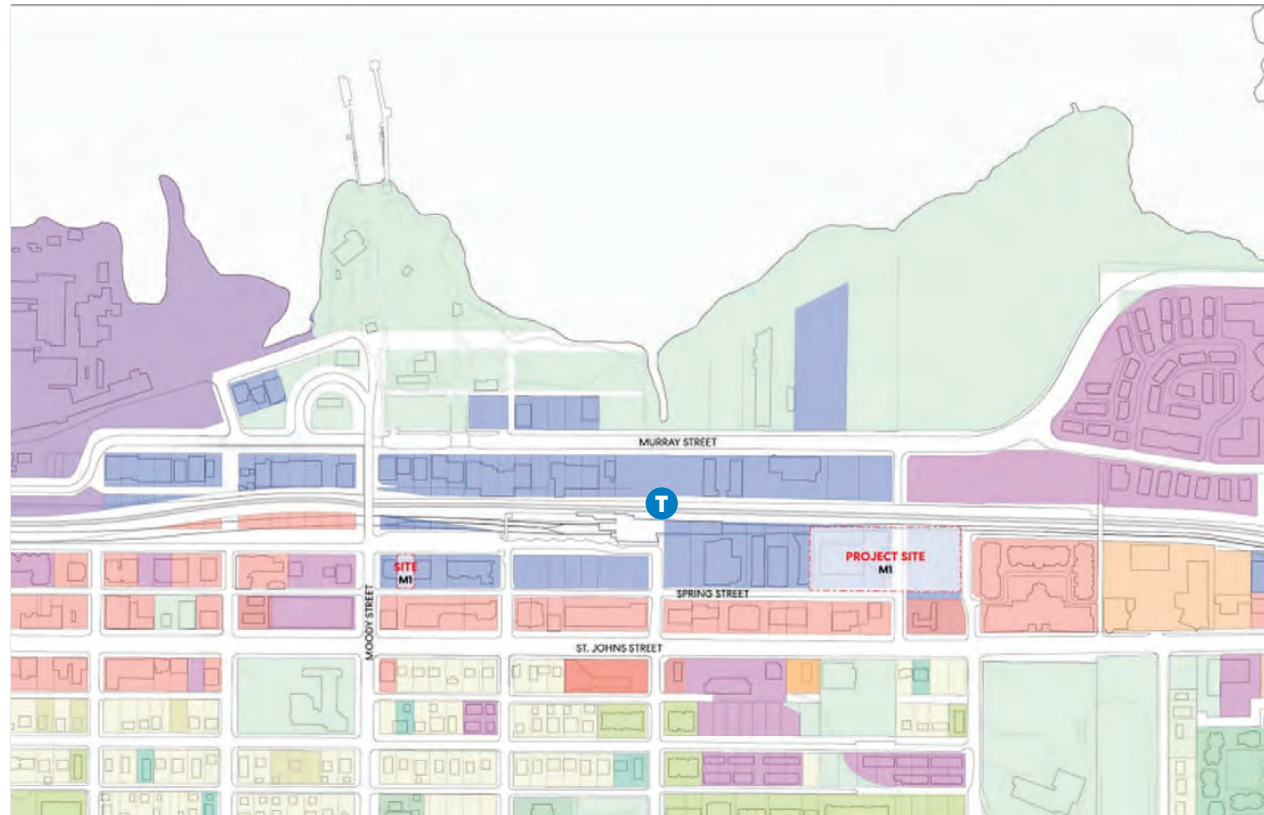 MURRAY STREET
T
PROJECT SITE
M1
SITE
M1
SPRING STREET
MOODY STREET
ST. JOHNS STREET